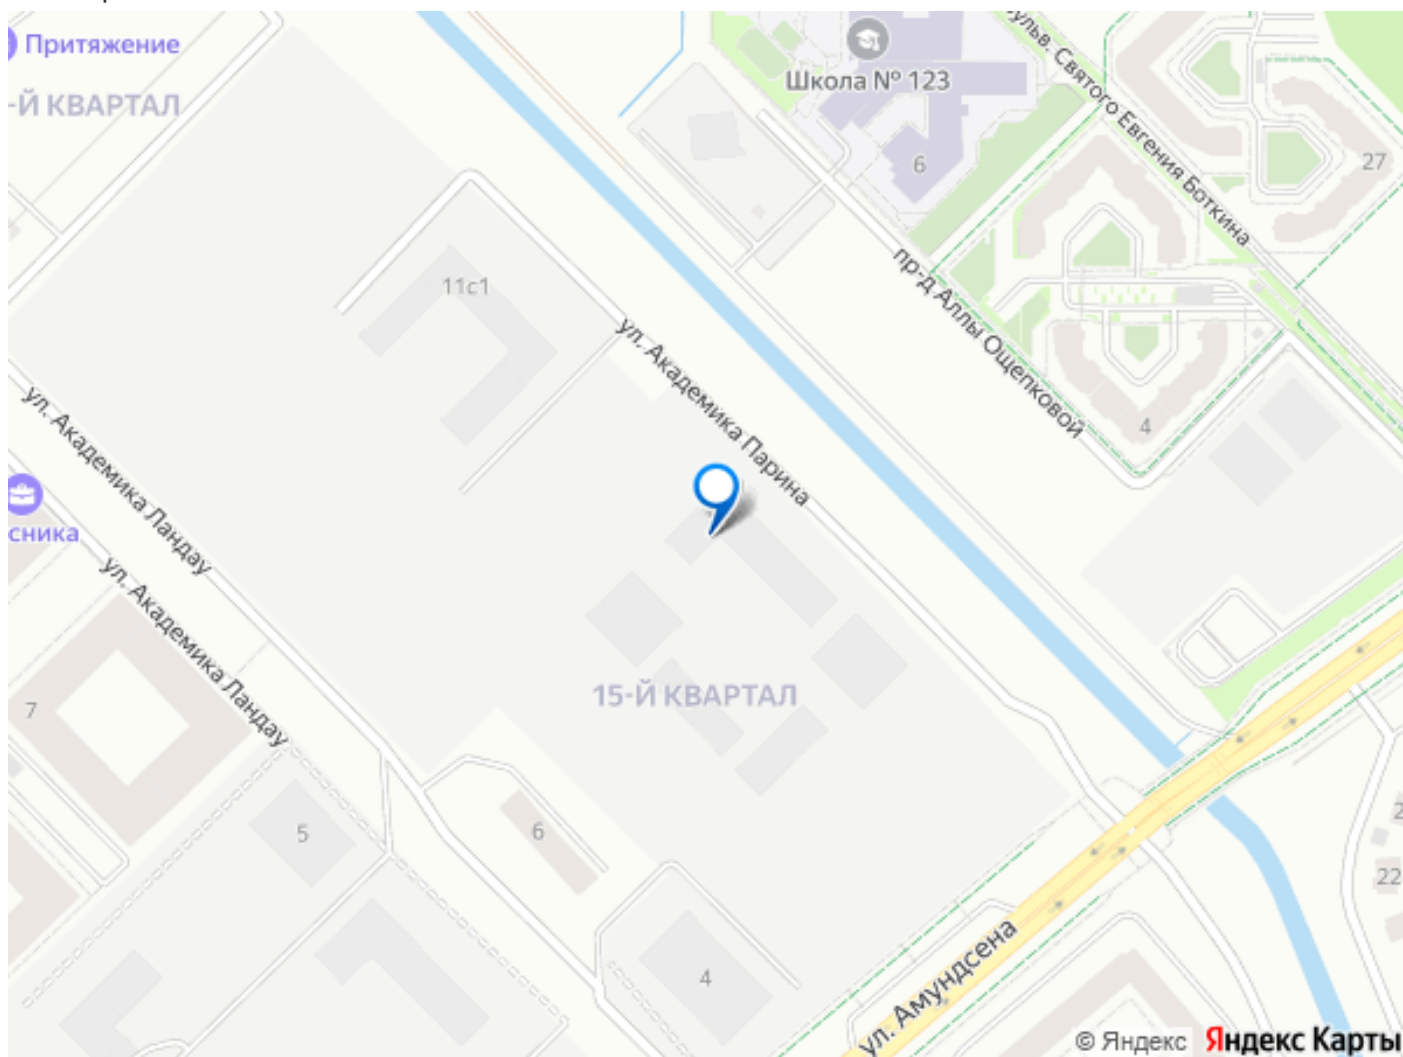 Притяжение
-Й КВАРТАЛ
Школа № 123
6
ульв. Святого Евгения Боткина
27
11с1
пр-д Аллы Ощепковой
ул. Академика Парина
4
ул. Академика Ландау
сника
ул. Академика Ландау
7
15-Й КВАРТАЛ
5
6
22
4
ул. Амундсена
© Яндекс Яндекс Карты